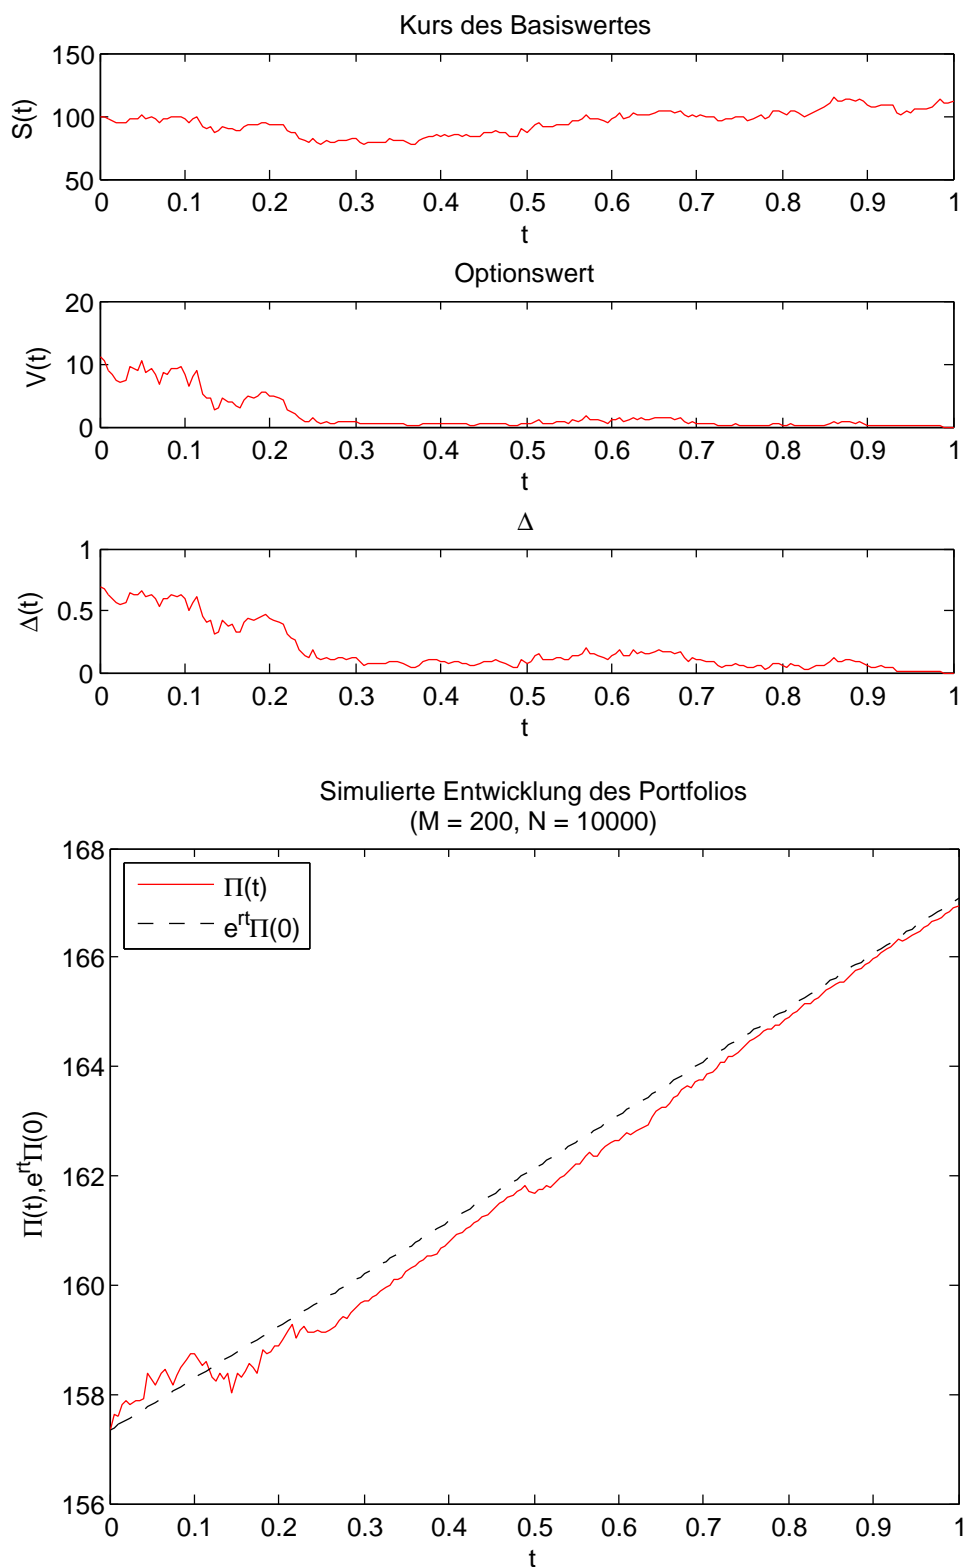 Kurs des Basiswertes
150
100
50
S(t)
0 0.1 0.2 0.3 0.4 0.5 0.6 0.7 0.8 0.9 1
t
Optionswert
20
10
0
V(t)
0 0.1 0.2 0.3 0.4 0.5 0.6 0.7 0.8 0.9 1
t
Δ
1
0.5
0
Δ(t)
0 0.1 0.2 0.3 0.4 0.5 0.6 0.7 0.8 0.9 1
t
Simulierte Entwicklung des Portfolios
(M = 200, N = 10000)
168
166
164
162
160
158
156
Π(t)
e^rt Π(0)
Π(t),e^rt Π(0)
0 0.1 0.2 0.3 0.4 0.5 0.6 0.7 0.8 0.9 1
t